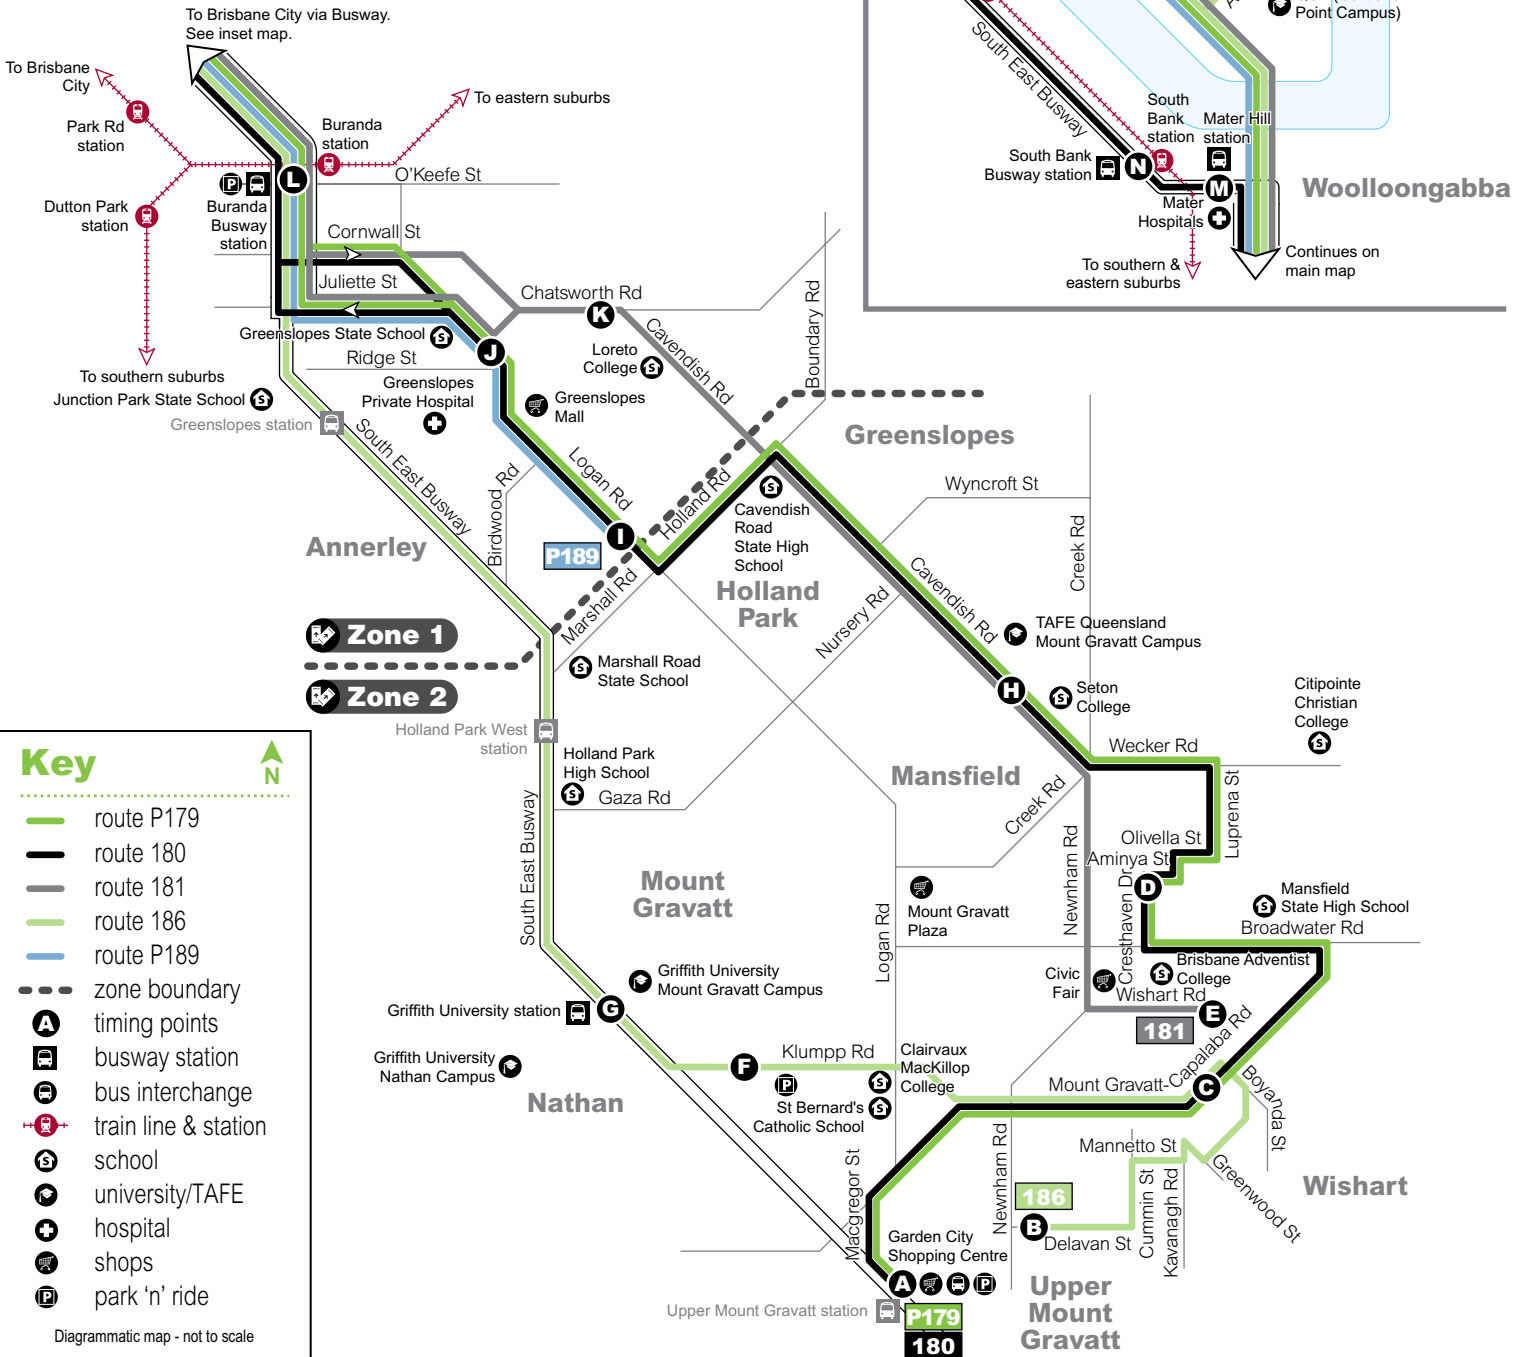 To Brisbane City via Busway.
See inset map.
To Brisbane
City
Park Rd
station
To eastern suburbs
Buranda
station
O'Keefe St
Dutton Park
station
Buranda
Busway
station
L
Cornwall St
Juliette St
Greenslopes State School
J
Ridge St
Chatsworth Rd
K
Loreto
College
Cavendish Rd
Boundary Rd
To southern suburbs
Junction Park State School
Greenslopes station
Greenslopes
Private Hospital
Greenslopes
Mall
South East Busway
Birdwood Rd
Logan Rd
Holland Rd
I
P189
Marshall Rd
Annerley
Greenslopes
Cavendish
Road
State High
School
Holland
Park
Wyncroft St
Creek Rd
Nursery Rd
Cavendish Rd
TAFE Queensland
Mount Gravatt Campus
H
Seton
College
Zone 1
Zone 2
Marshall Road
State School
Holland Park West
station
Holland Park
High School
Gaza Rd
South East Busway
Mansfield
Creek Rd
Wecker Rd
Citipointe
Christian
College
Luprena St
Olivella St
Aminya St
D
Cresthaven Dr
Newnham Rd
Mount
Gravatt
Mount Gravatt
Plaza
Logan Rd
Mansfield
State High School
Broadwater Rd
Brisbane Adventist
College
Civic
Fair
Wishart Rd
E
181
Griffith University
Mount Gravatt Campus
Griffith University station
G
Griffith University
Nathan Campus
Nathan
F
Klumpp Rd
P
Clairvaux
MacKillop
College
St Bernard's
Catholic School
Mount Gravatt-Capalaba Rd
C
Boyanda St
Mannetto St
Greenwood St
Wishart
Newnham Rd
186
B
Delavan St
Cummin St
Kavanagh Rd
Macgregor St
Garden City
Shopping Centre
A
P
Upper Mount Gravatt station
P179
180
Upper
Mount
Gravatt
Point Campus)
South East Busway
South
Bank
station
Mater Hill
station
South Bank
Busway station
N
M
Mater
Hospitals
Woolloongabba
To southern &
eastern suburbs
Continues on
main map
Key
N
route P179
route 180
route 181
route 186
route P189
zone boundary
A timing points
busway station
bus interchange
train line & station
S school
university/TAFE
hospital
shops
P park 'n' ride
Diagrammatic map - not to scale